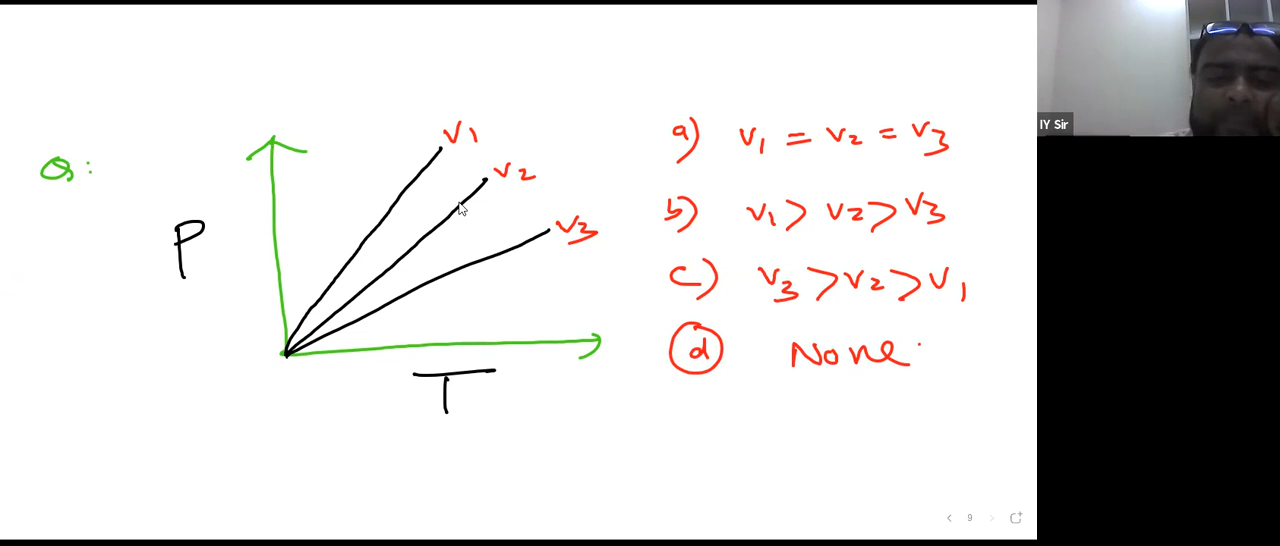 Q:
P
T
V1
V2
V3
a) V1 = V2 = V3
b) V1 > V2 > V3
c) V3 > V2 > V1
d None.
IY Sir
9